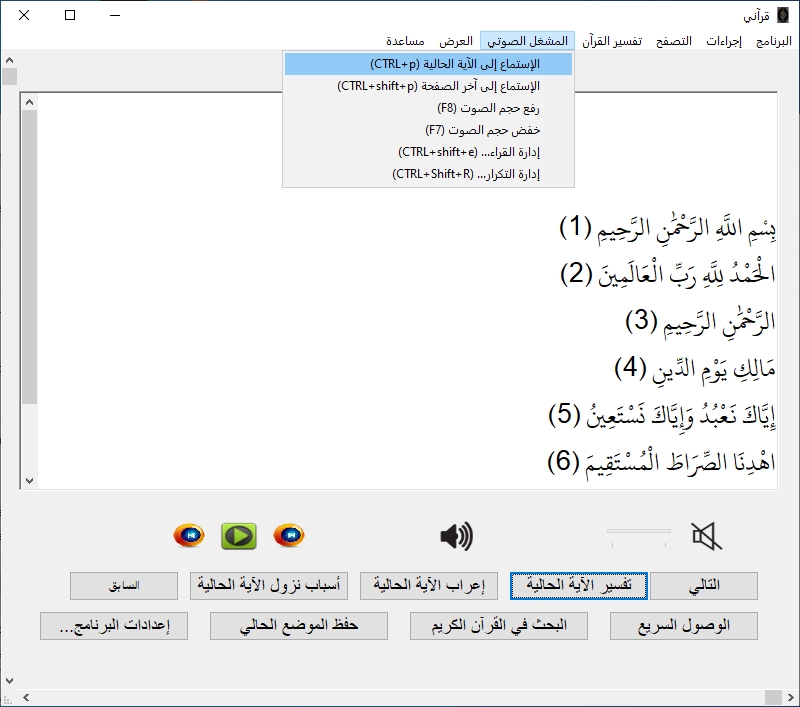 قرآني
البرنامج إجراءات التصفح تفسير القرآن المشغل الصوتي العرض مساعدة
الإستماع إلى الآية الحالية (CTRL+p)
الإستماع إلى آخر الصفحة (CTRL+shift+p)
رفع حجم الصوت (F8)
خفض حجم الصوت (F7)
إدارة القراء... (CTRL+shift+e)
إدارة التكرار... (CTRL+Shift+R)
بِسْمِ اللَّهِ الرَّحْمَٰنِ الرَّحِيمِ (1)
الْحَمْدُ لِلَّهِ رَبِّ الْعَالَمِينَ (2)
الرَّحْمَٰنِ الرَّحِيمِ (3)
مَالِكِ يَوْمِ الدِّينِ (4)
إِيَّاكَ نَعْبُدُ وَإِيَّاكَ نَسْتَعِينُ (5)
اهْدِنَا الصِّرَاطَ الْمُسْتَقِيمَ (6)
التالي تفسير الآية الحالية إعراب الآية الحالية أسباب نزول الآية الحالية السابق
الوصول السريع البحث في القرآن الكريم حفظ الموضع الحالي إعدادات البرنامج...